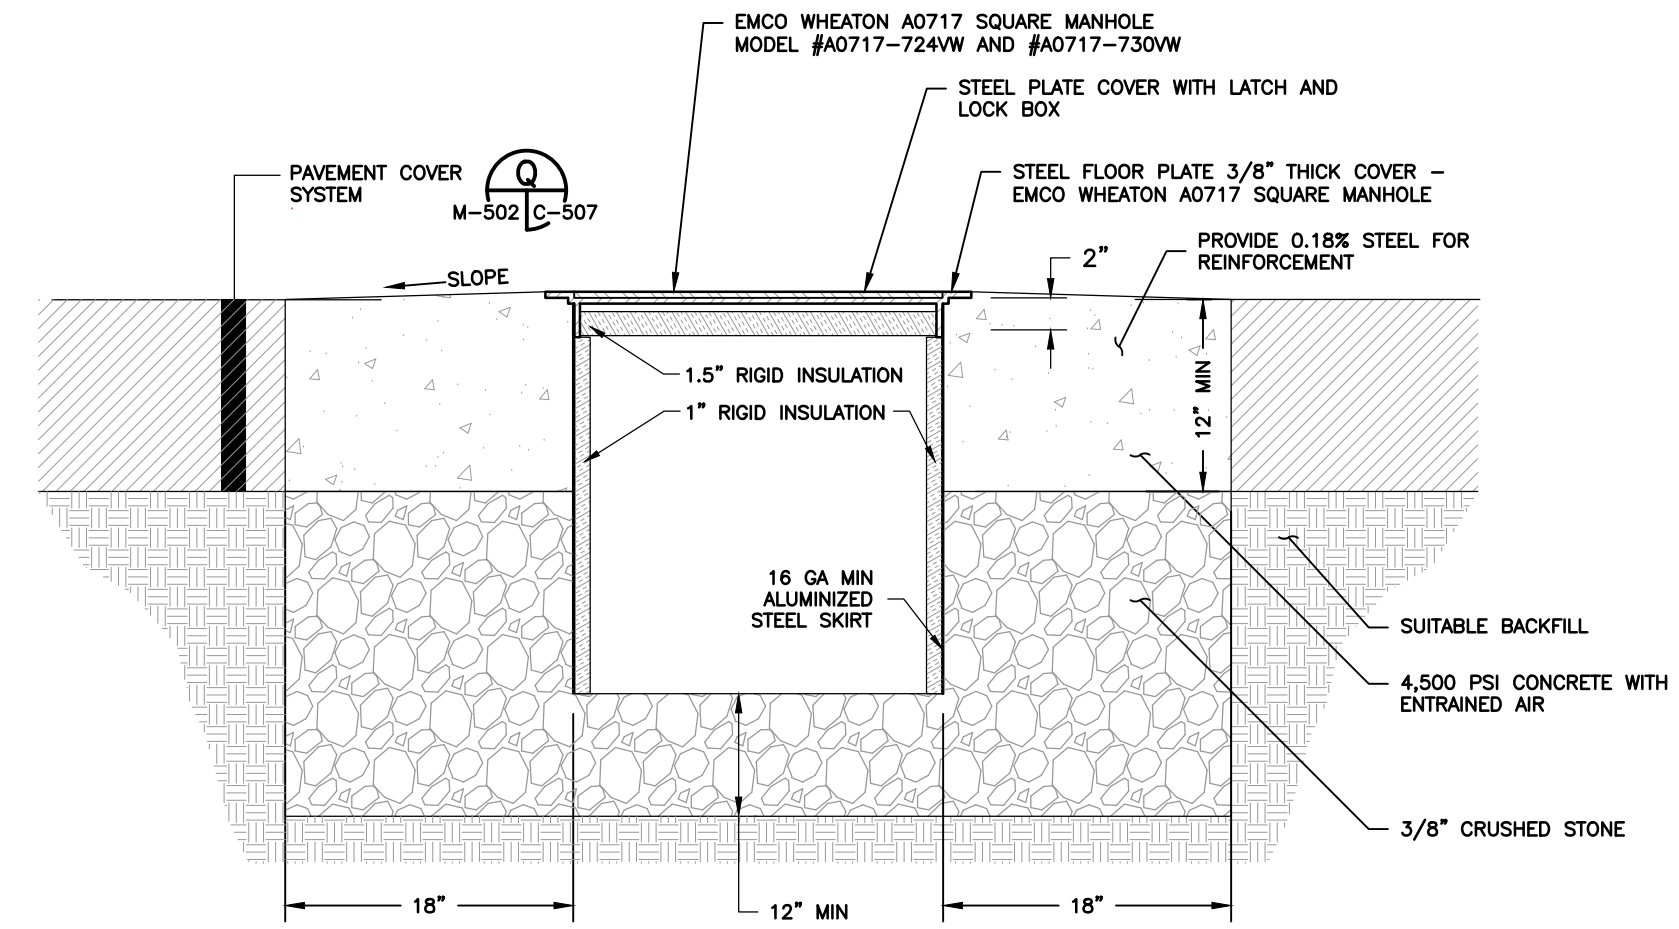 EMCO WHEATON A0717 SQUARE MANHOLE
MODEL #A0717-724VW AND #A0717-730VW
STEEL PLATE COVER WITH LATCH AND
LOCK BOX
PAVEMENT COVER
SYSTEM
Q
M-502 C-507
STEEL FLOOR PLATE 3/8" THICK COVER -
EMCO WHEATON A0717 SQUARE MANHOLE
PROVIDE 0.18% STEEL FOR
REINFORCEMENT
2"
SLOPE
12" MIN
1.5" RIGID INSULATION
1" RIGID INSULATION
16 GA MIN
ALUMINIZED
STEEL SKIRT
SUITABLE BACKFILL
4,500 PSI CONCRETE WITH
ENTRAINED AIR
3/8" CRUSHED STONE
18"
12" MIN
18"